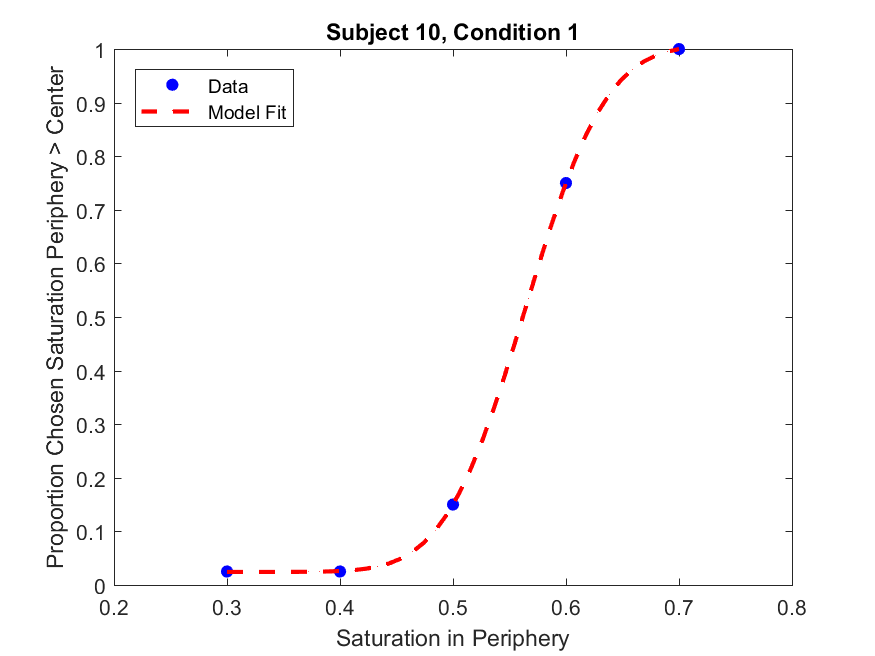 Subject 10, Condition 1
Data
Model Fit
Proportion Chosen Saturation Periphery > Center
1
0.9
0.8
0.7
0.6
0.5
0.4
0.3
0.2
0.1
0
0.2 0.3 0.4 0.5 0.6 0.7 0.8
Saturation in Periphery